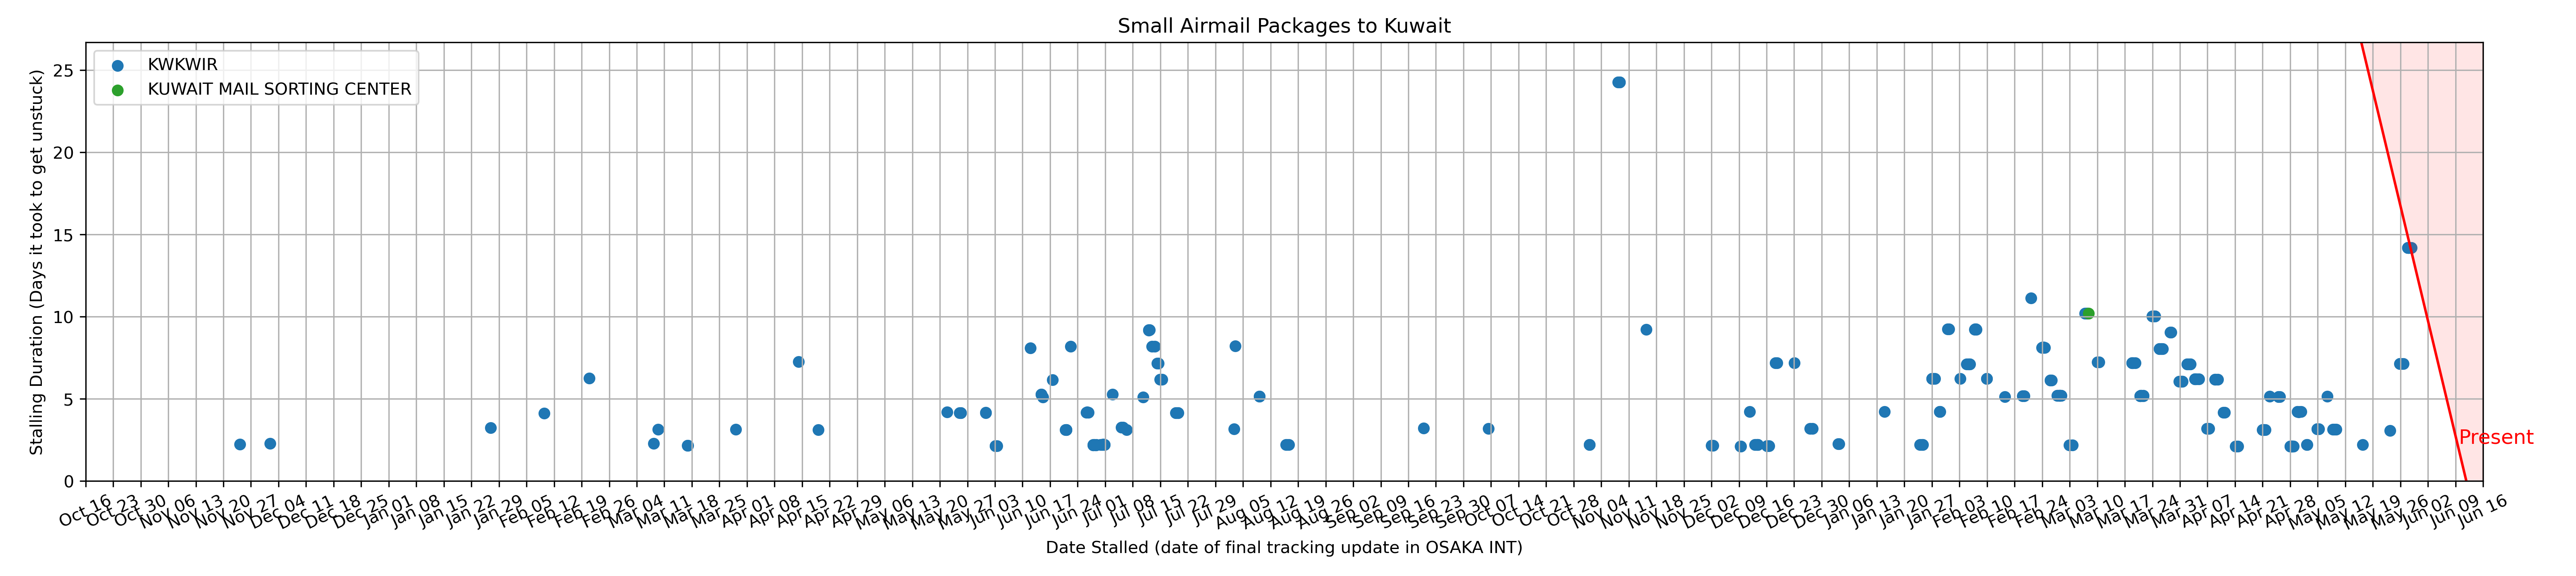 Small Airmail Packages to Kuwait
KWKWIR
KUWAIT MAIL SORTING CENTER
Stalling Duration (Days it took to get unstuck)
25
20
15
10
5
0
Present
Oct 16
Oct 23
Oct 30
Nov 06
Nov 13
Nov 20
Nov 27
Dec 04
Dec 11
Dec 18
Dec 25
Jan 01
Jan 08
Jan 15
Jan 22
Jan 29
Feb 05
Feb 12
Feb 19
Feb 26
Mar 04
Mar 11
Mar 18
Mar 25
Apr 01
Apr 08
Apr 15
Apr 22
Apr 29
May 06
May 13
May 20
May 27
Jun 03
Jun 10
Jun 17
Jun 24
Jul 01
Jul 08
Jul 15
Jul 22
Jul 29
Aug 05
Aug 12
Aug 19
Aug 26
Sep 02
Sep 09
Sep 16
Sep 23
Sep 30
Oct 07
Oct 14
Oct 21
Oct 28
Nov 04
Nov 11
Nov 18
Nov 25
Dec 02
Dec 09
Dec 16
Dec 23
Dec 30
Jan 06
Jan 13
Jan 20
Jan 27
Feb 03
Feb 10
Feb 17
Feb 24
Mar 03
Mar 10
Mar 17
Mar 24
Mar 31
Apr 07
Apr 14
Apr 21
Apr 28
May 05
May 12
May 19
May 26
Jun 02
Jun 09
Jun 16
Date Stalled (date of final tracking update in OSAKA INT)